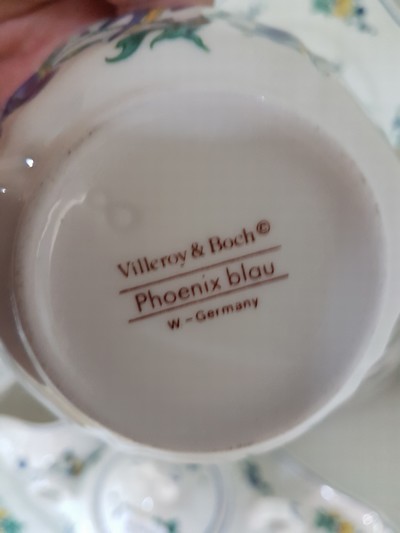 Villeroy & Boch©
Phoenix blau
W-Germany